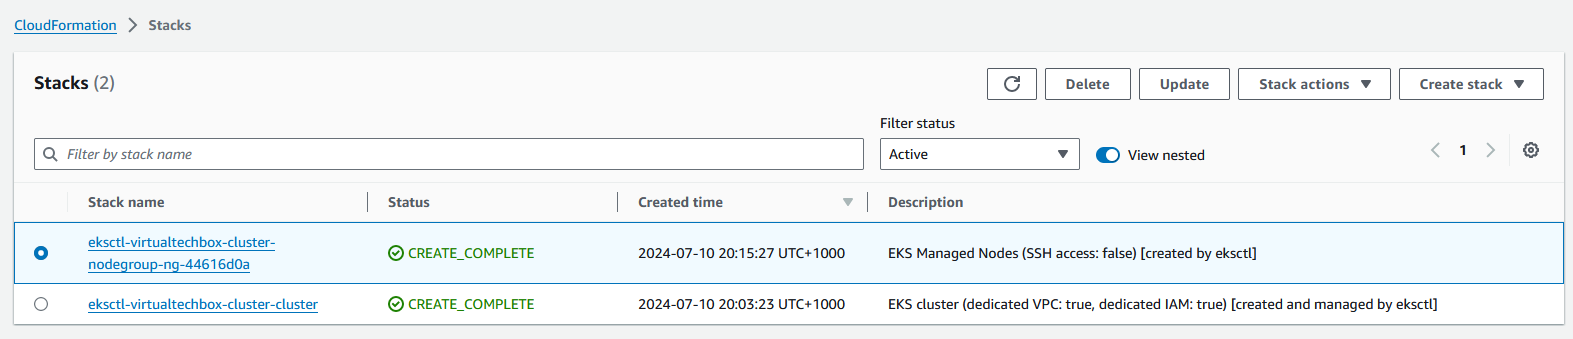 CloudFormation > Stacks
Stacks (2)
Delete
Update
Stack actions
Create stack
Filter status
Filter by stack name
Active
View nested
1
Stack name
Status
Created time
Description
eksctl-virtualtechbox-cluster-
nodegroup-ng-44616d0a
CREATE_COMPLETE
2024-07-10 20:15:27 UTC+1000
EKS Managed Nodes (SSH access: false) [created by eksctl]
eksctl-virtualtechbox-cluster-cluster
CREATE_COMPLETE
2024-07-10 20:03:23 UTC+1000
EKS cluster (dedicated VPC: true, dedicated IAM: true) [created and managed by eksctl]